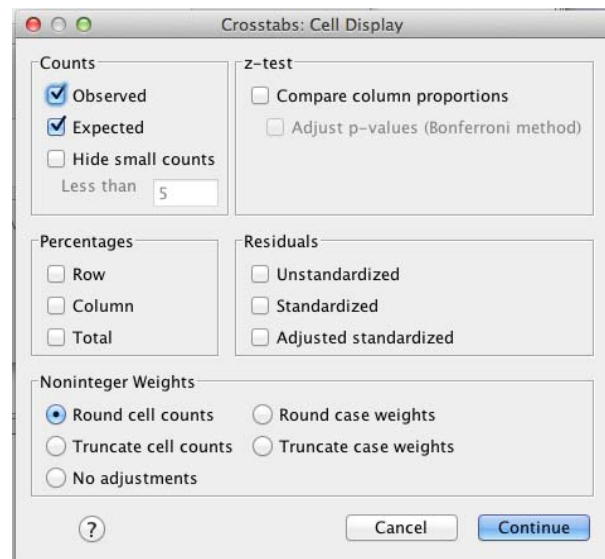 Crosstabs: Cell Display
Counts
Observed
Expected
Hide small counts
Less than 5
z-test
Compare column proportions
Adjust p-values (Bonferroni method)
Percentages
Row
Column
Total
Residuals
Unstandardized
Standardized
Adjusted standardized
Noninteger Weights
Round cell counts Round case weights
Truncate cell counts Truncate case weights
No adjustments
? Cancel Continue